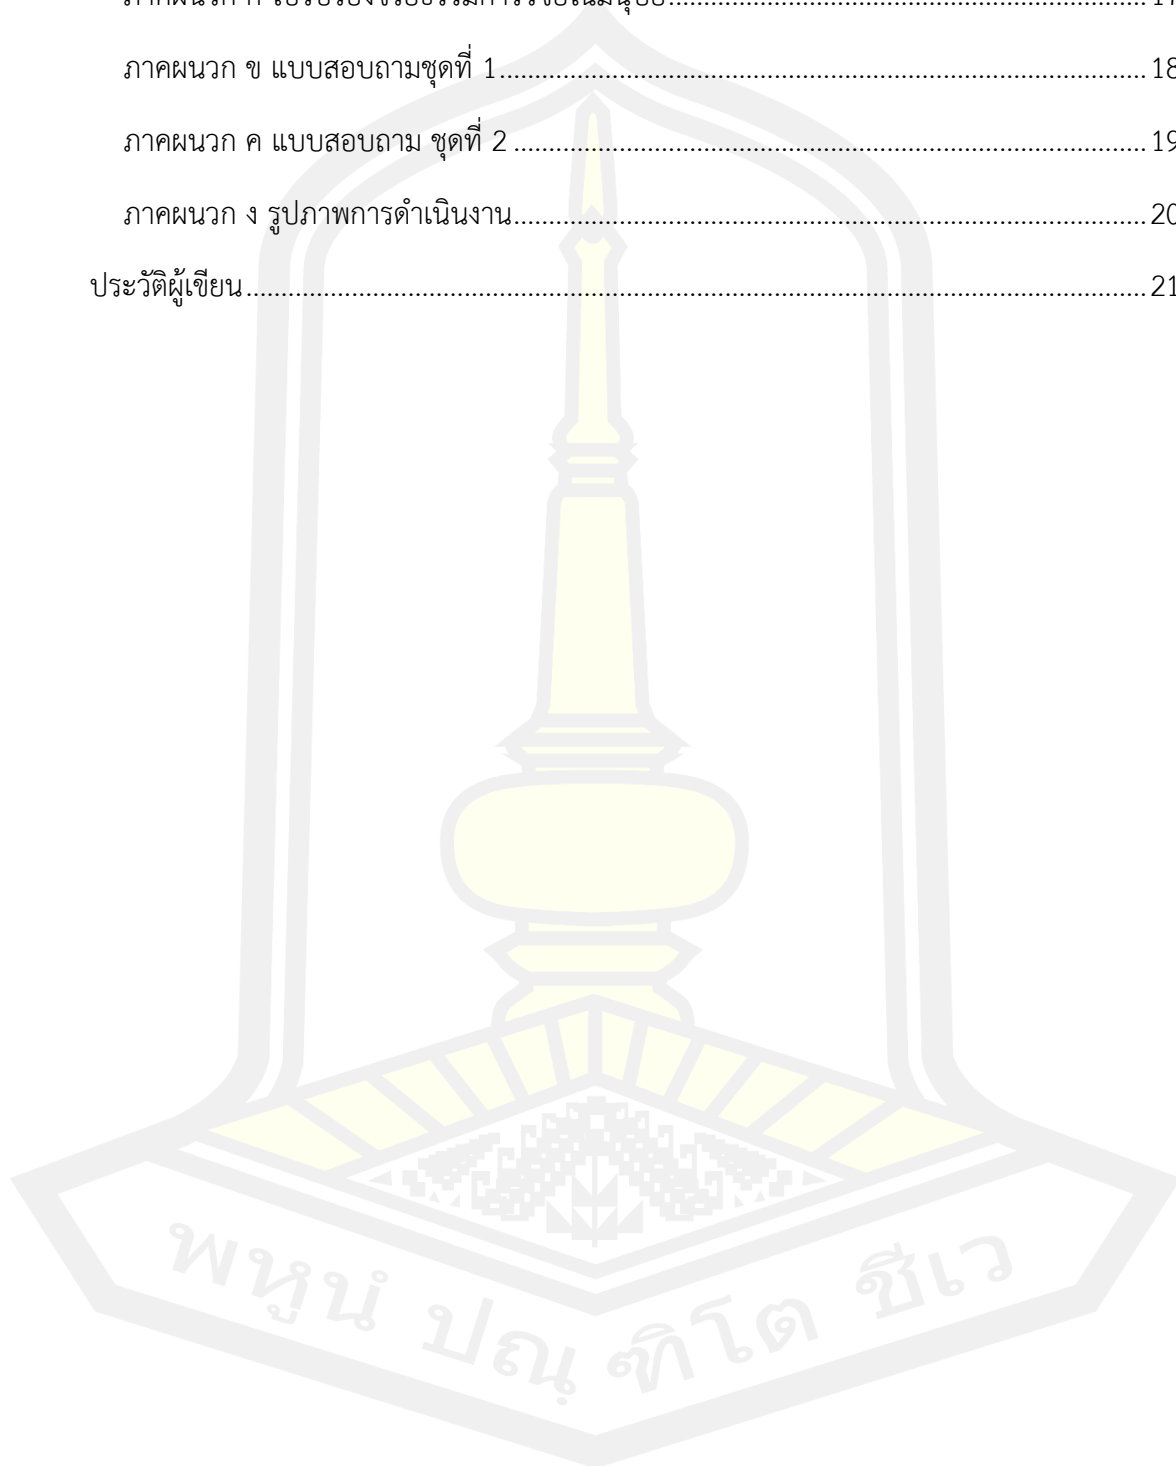 ภาคผนวก ข แบบสอบถามชุดที่ 1 ........ 18
ภาคผนวก ค แบบสอบถาม ชุดที่ 2 ........ 19
ภาคผนวก ง รูปภาพการดำเนินงาน ........ 20
ประวัติผู้เขียน ........ 21
พหูนํ ปณฺฑิโต ชีเว